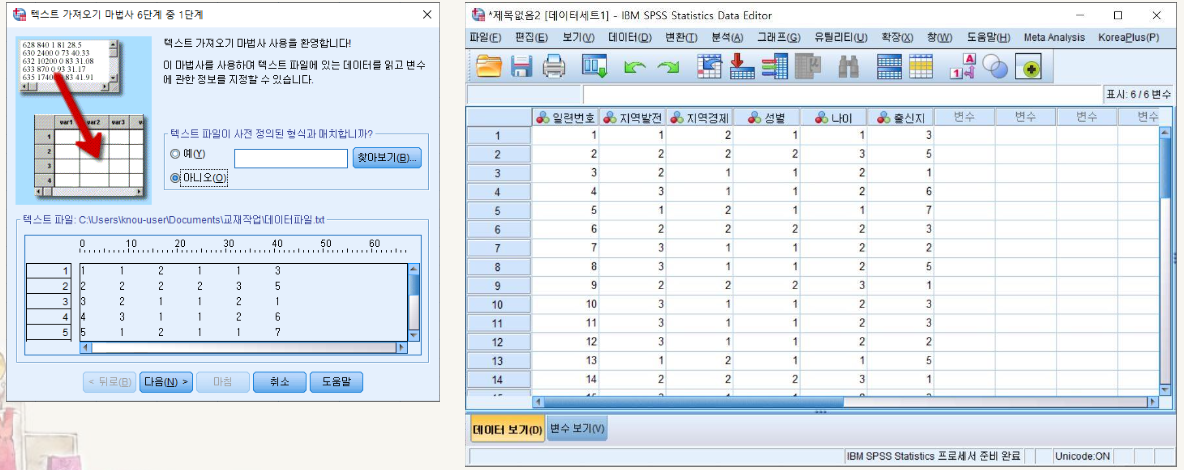 텍스트 가져오기 마법사 6단계 중 1단계
628 840 1 81 28.5
630 2400 0 73 40.33
632 10200 0 83 31.08
633 870 0 93 31.17
635 17400 0 83 41.91
var1 var2 var3 v
1
2
3
4
텍스트 가져오기 마법사 사용을 환영합니다!
이 마법사를 사용하여 텍스트 파일에 있는 데이터를 읽고 변수
에 관한 정보를 지정할 수 있습니다.
텍스트 파일이 사전 정의된 형식과 매치합니까?
예(Y)
찾아보기(B)...
아니오(O)
텍스트 파일: C:\Users\knou-user\Documents\교재작업\데이터파일.txt
0 10 20 30 40 50 60
1 1 1 2 1 1 3
2 2 2 2 2 3 5
3 3 2 1 1 2 1
4 4 3 1 1 2 6
5 5 1 2 1 1 7
< 뒤로(B) 다음(N) > 마침 취소 도움말
*제목없음2 [데이터세트1] - IBM SPSS Statistics Data Editor
파일(F) 편집(E) 보기(V) 데이터(D) 변환(T) 분석(A) 그래프(G) 유틸리티(U) 확장(X) 창(W) 도움말(H) Meta Analysis KoreaPlus(P)
표시: 6 / 6 변수
일련번호 지역발전 지역경제 성별 나이 출신지 변수 변수 변수 변수
1 1 1 2 1 1 3
2 2 2 2 2 3 5
3 3 2 1 1 2 1
4 4 3 1 1 2 6
5 5 1 2 1 1 7
6 6 2 2 2 2 3
7 7 3 1 1 2 2
8 8 3 1 1 2 5
9 9 2 2 2 3 1
10 10 3 1 1 2 3
11 11 3 1 1 2 3
12 12 3 1 1 2 2
13 13 1 2 1 1 5
14 14 2 2 2 3 1
데이터 보기(D) 변수 보기(V)
IBM SPSS Statistics 프로세서 준비 완료 Unicode:ON